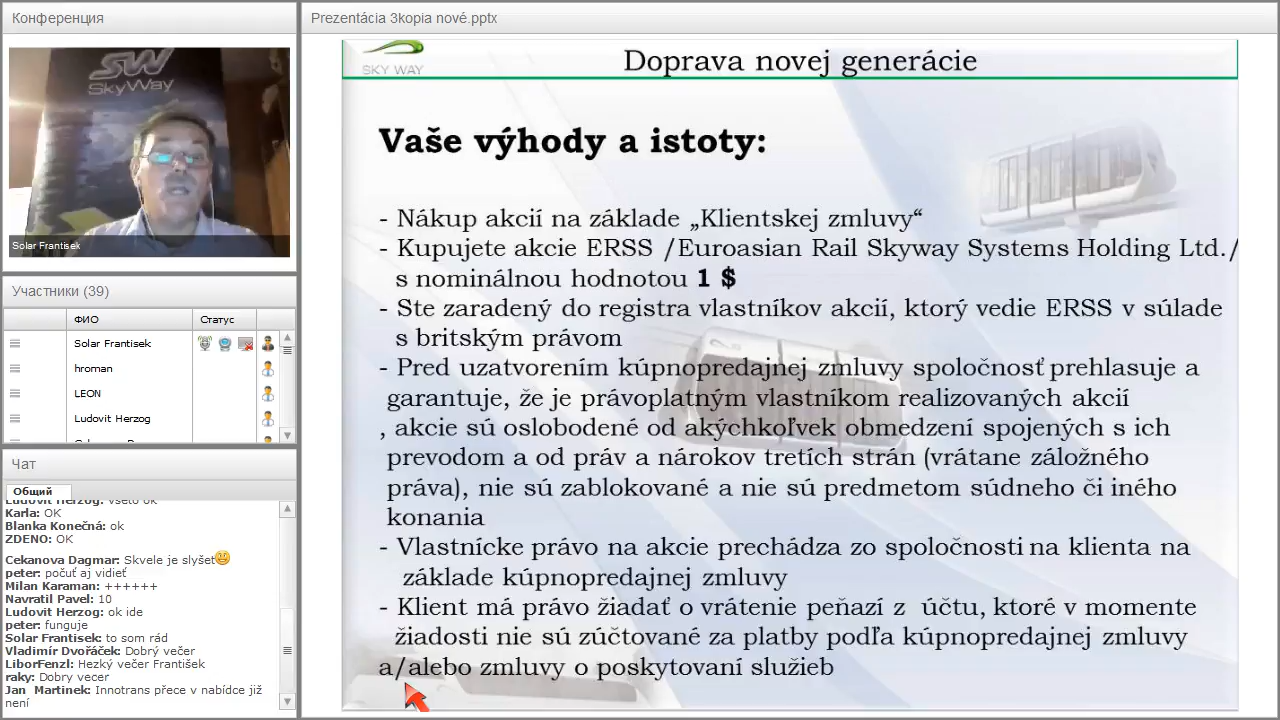 Конференция
SW
SkyWay
Solar Frantisek
Участники (39)
ФИО
Статус
Solar Frantisek
hroman
LEON
Ludovit Herzog
Чат
Общий
Ludovit Herzog: všeto ok
Karla: OK
Blanka Konečná: ok
ZDENO: OK
Cekanova Dagmar: Skvele je slyšet
peter: počuť aj vidieť
Milan Karaman: ++++++
Navratil Pavel: 10
Ludovit Herzog: ok ide
peter: funguje
Solar Frantisek: to som rád
Vladimír Dvořáček: Dobrý večer
LiborFenzl: Hezký večer František
raky: Dobry vecer
Jan Martinek: Innotrans přece v nabídce již
není
Prezentácia 3kopia nové.pptx
SKY WAY
Doprava novej generácie
Vaše výhody a istoty:
- Nákup akcií na základe „Klientskej zmluvy“
- Kupujete akcie ERSS /Euroasian Rail Skyway Systems Holding Ltd./
s nominálnou hodnotou 1 $
- Ste zaradený do registra vlastníkov akcií, ktorý vedie ERSS v súlade
s britským právom
- Pred uzatvorením kúpnopredajnej zmluvy spoločnosť prehlasuje a
garantuje, že je právoplatným vlastníkom realizovaných akcií
, akcie sú oslobodené od akýchkoľvek obmedzení spojených s ich
prevodom a od práv a nárokov tretích strán (vrátane záložného
práva), nie sú zablokované a nie sú predmetom súdneho či iného
konania
- Vlastnícke právo na akcie prechádza zo spoločnosti na klienta na
základe kúpnopredajnej zmluvy
- Klient má právo žiadať o vrátenie peňazí z účtu, ktoré v momente
žiadosti nie sú zúčtované za platby podľa kúpnopredajnej zmluvy
a/alebo zmluvy o poskytovaní služieb